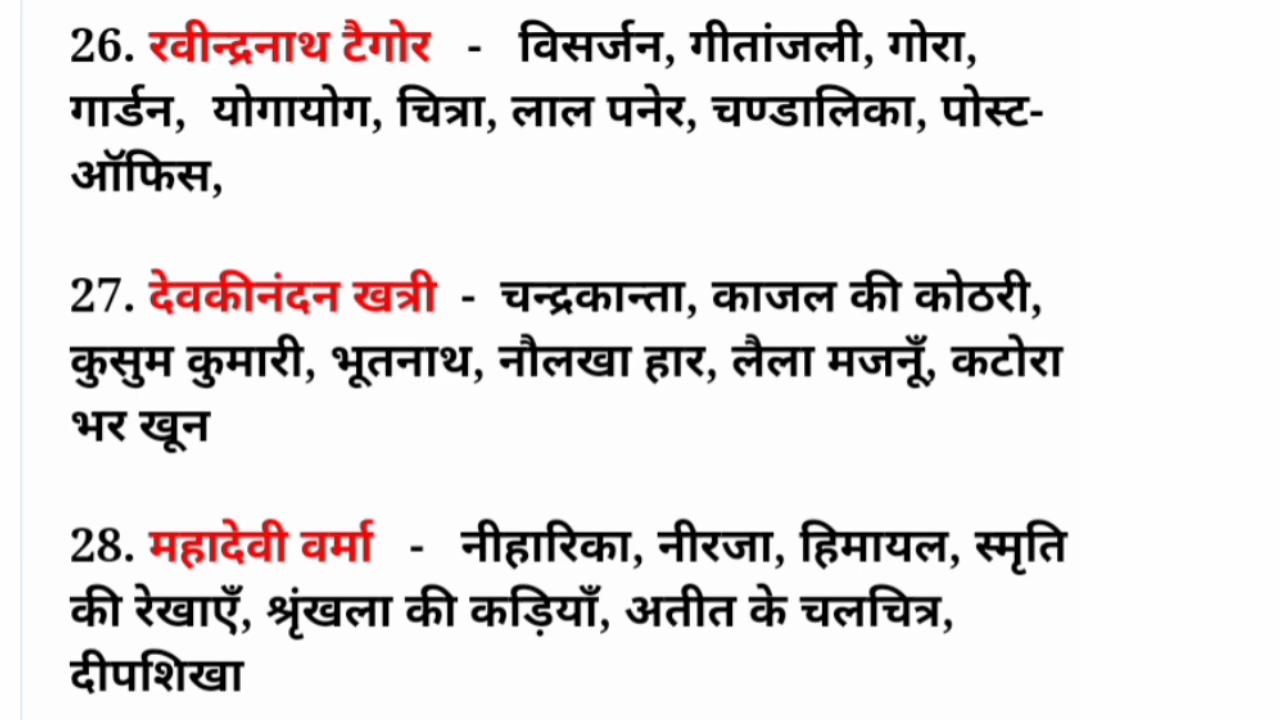 26. रवीन्द्रनाथ टैगोर - विसर्जन, गीतांजली, गोरा,
गार्डन, योगायोग, चित्रा, लाल पनेर, चण्डालिका, पोस्ट-
ऑफिस,
27. देवकीनंदन खत्री - चन्द्रकान्ता, काजल की कोठरी,
कुसुम कुमारी, भूतनाथ, नौलखा हार, लैला मजनूँ, कटोरा
भर खून
28. महादेवी वर्मा - नीहारिका, नीरजा, हिमायल, स्मृति
की रेखाएँ, श्रृंखला की कड़ियाँ, अतीत के चलचित्र,
दीपशिखा